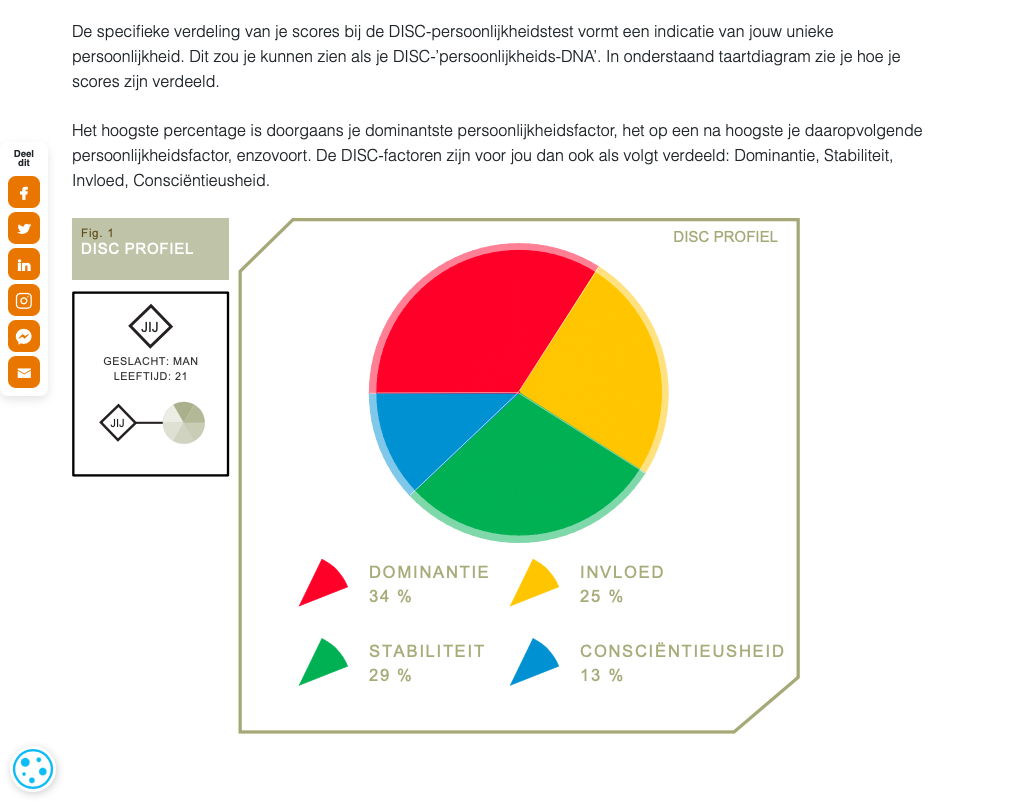 De specifieke verdeling van je scores bij de DISC-persoonlijkheidstest vormt een indicatie van jouw unieke
persoonlijkheid. Dit zou je kunnen zien als je DISC-’persoonlijkheids-DNA’. In onderstaand taartdiagram zie je hoe je
scores zijn verdeeld.
Het hoogste percentage is doorgaans je dominantste persoonlijkheidsfactor, het op een na hoogste je daaropvolgende
persoonlijkheidsfactor, enzovoort. De DISC-factoren zijn voor jou dan ook als volgt verdeeld: Dominantie, Stabiliteit,
Invloed, Consciëntieusheid.
Deel
dit
Fig. 1
DISC PROFIEL
JIJ
GESLACHT: MAN
LEEFTIJD: 21
JIJ
DISC PROFIEL
DOMINANTIE
34 %
INVLOED
25 %
STABILITEIT
29 %
CONSCIËNTIEUSHEID
13 %